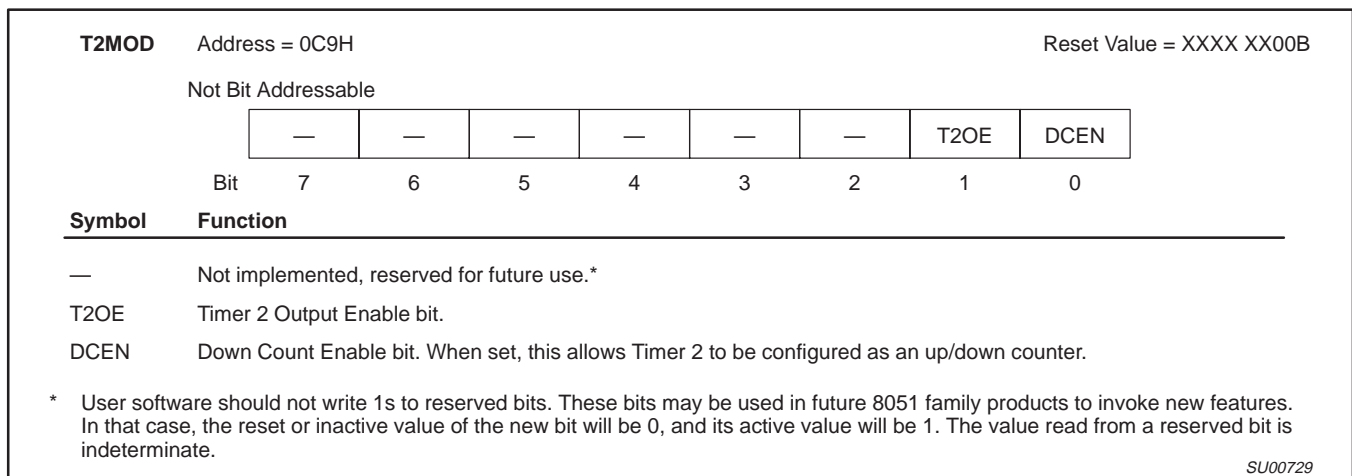 T2MOD Address = 0C9H Reset Value = XXXX XX00B
Not Bit Addressable
— — — — — — T2OE DCEN
Bit 7 6 5 4 3 2 1 0
Symbol Function
— Not implemented, reserved for future use.*
T2OE Timer 2 Output Enable bit.
DCEN Down Count Enable bit. When set, this allows Timer 2 to be configured as an up/down counter.
* User software should not write 1s to reserved bits. These bits may be used in future 8051 family products to invoke new features.
In that case, the reset or inactive value of the new bit will be 0, and its active value will be 1. The value read from a reserved bit is
indeterminate.
SU00729